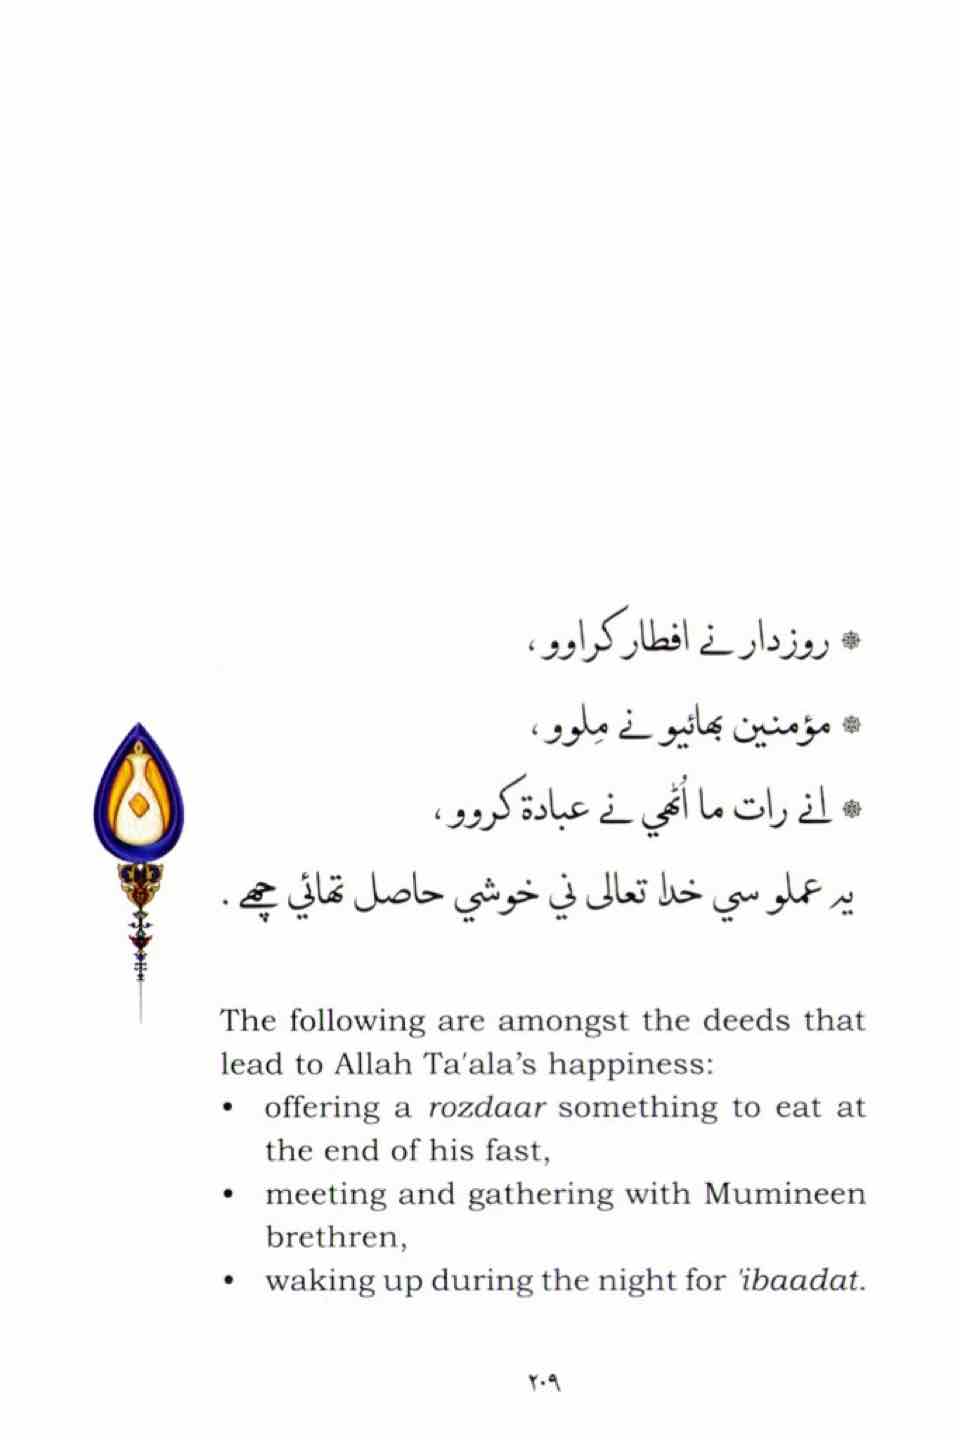 ❋ روزدار نے افطار كراوو،
❋ مؤمنين بھائيو نے مِلوو،
❋ انے رات ما اُٹھي نے عبادة كروو،
يہ عملو سي خدا تعالى ني خوشي حاصل تھائي چھے .
The following are amongst the deeds that
lead to Allah Ta'ala’s happiness:
• offering a rozdaar something to eat at
the end of his fast,
• meeting and gathering with Mumineen
brethren,
• waking up during the night for 'ibaadat.
٢٠٩